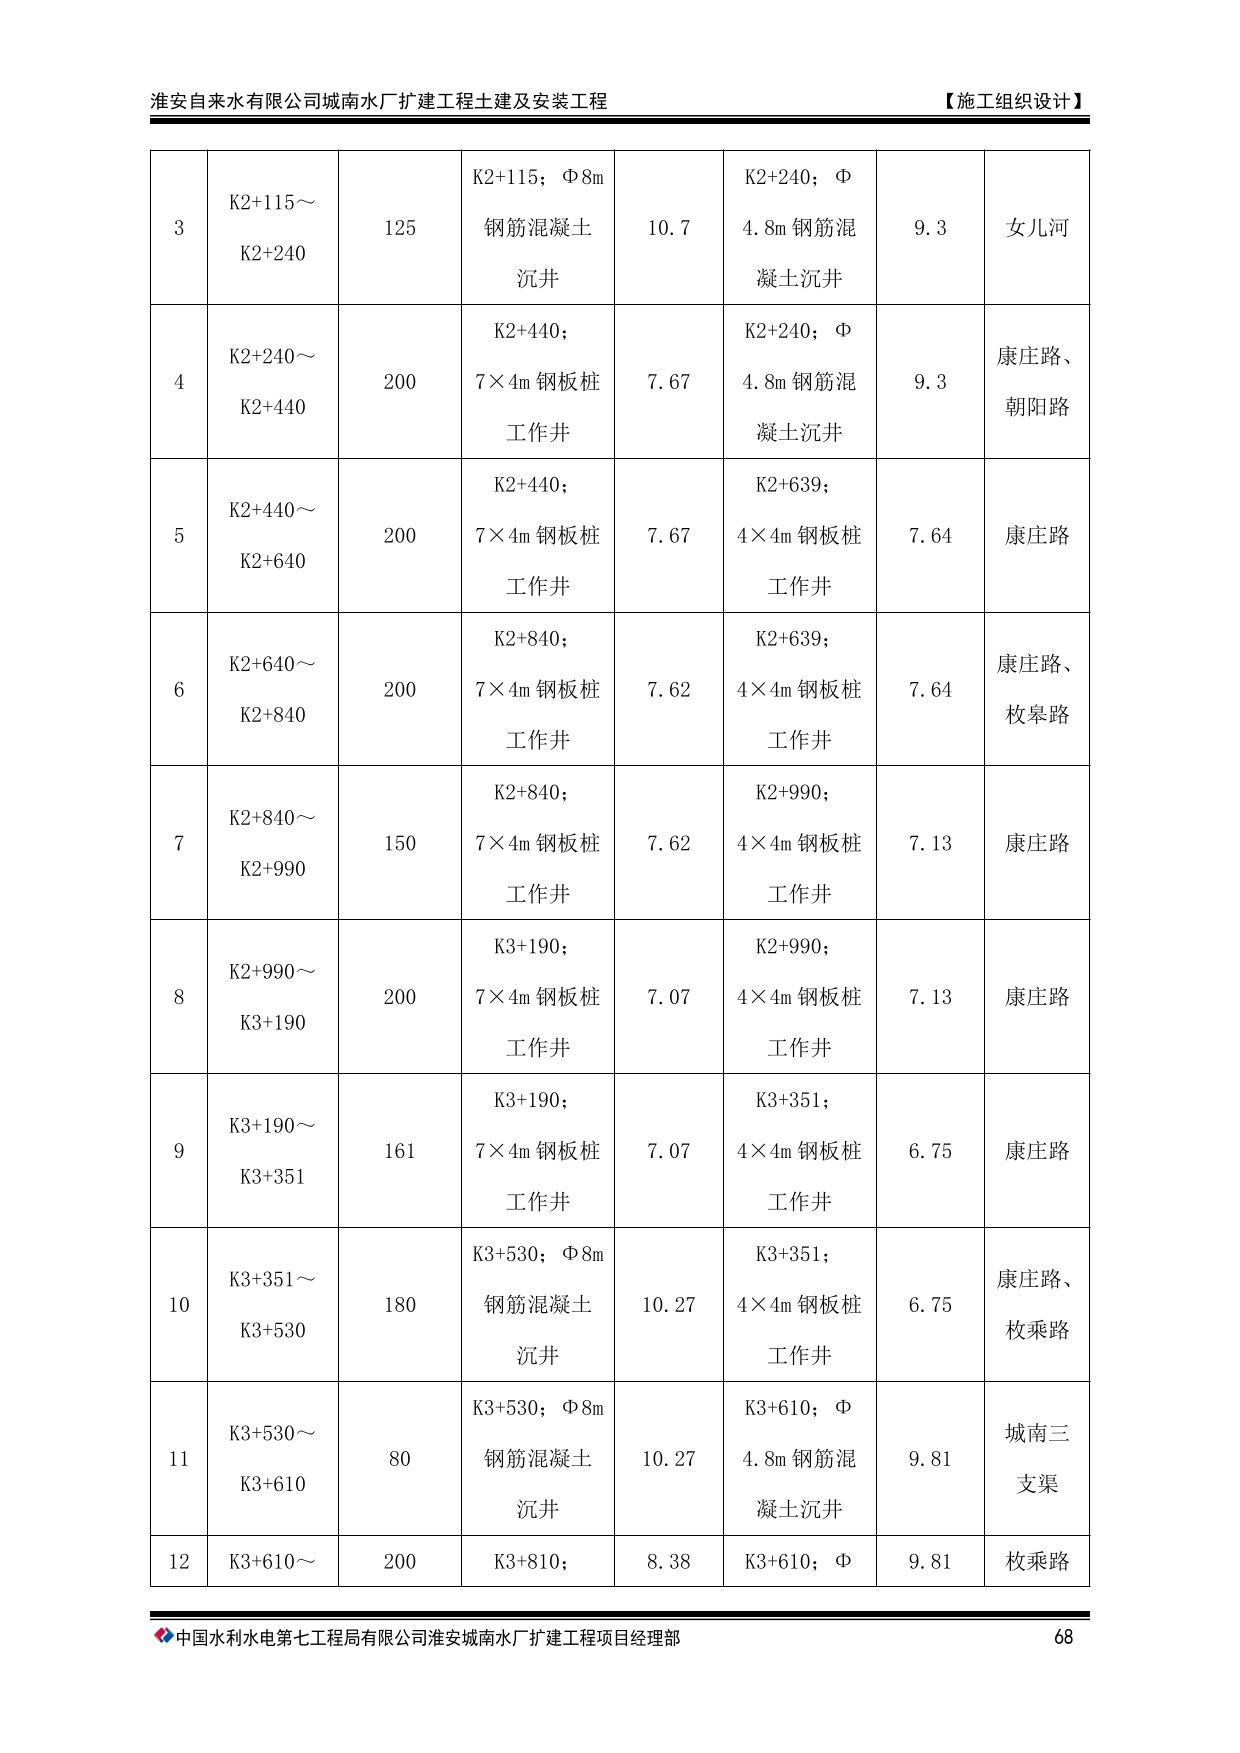 淮安自来水有限公司城南水厂扩建工程土建及安装工程 【施工组织设计】
3 K2+115～ K2+240 125 K2+115；Φ8m 钢筋混凝土 沉井 10.7 K2+240；Φ 4.8m 钢筋混 凝土沉井 9.3 女儿河
4 K2+240～ K2+440 200 K2+440； 7×4m 钢板桩 工作井 7.67 K2+240；Φ 4.8m 钢筋混 凝土沉井 9.3 康庄路、 朝阳路
5 K2+440～ K2+640 200 K2+440； 7×4m 钢板桩 工作井 7.67 K2+639； 4×4m 钢板桩 工作井 7.64 康庄路
6 K2+640～ K2+840 200 K2+840； 7×4m 钢板桩 工作井 7.62 K2+639； 4×4m 钢板桩 工作井 7.64 康庄路、 枚皋路
7 K2+840～ K2+990 150 K2+840； 7×4m 钢板桩 工作井 7.62 K2+990； 4×4m 钢板桩 工作井 7.13 康庄路
8 K2+990～ K3+190 200 K3+190； 7×4m 钢板桩 工作井 7.07 K2+990； 4×4m 钢板桩 工作井 7.13 康庄路
9 K3+190～ K3+351 161 K3+190； 7×4m 钢板桩 工作井 7.07 K3+351； 4×4m 钢板桩 工作井 6.75 康庄路
10 K3+351～ K3+530 180 K3+530；Φ8m 钢筋混凝土 沉井 10.27 K3+351； 4×4m 钢板桩 工作井 6.75 康庄路、 枚乘路
11 K3+530～ K3+610 80 K3+530；Φ8m 钢筋混凝土 沉井 10.27 K3+610；Φ 4.8m 钢筋混 凝土沉井 9.81 城南三 支渠
12 K3+610～ 200 K3+810； 8.38 K3+610；Φ 9.81 枚乘路
中国水利水电第七工程局有限公司淮安城南水厂扩建工程项目经理部 68